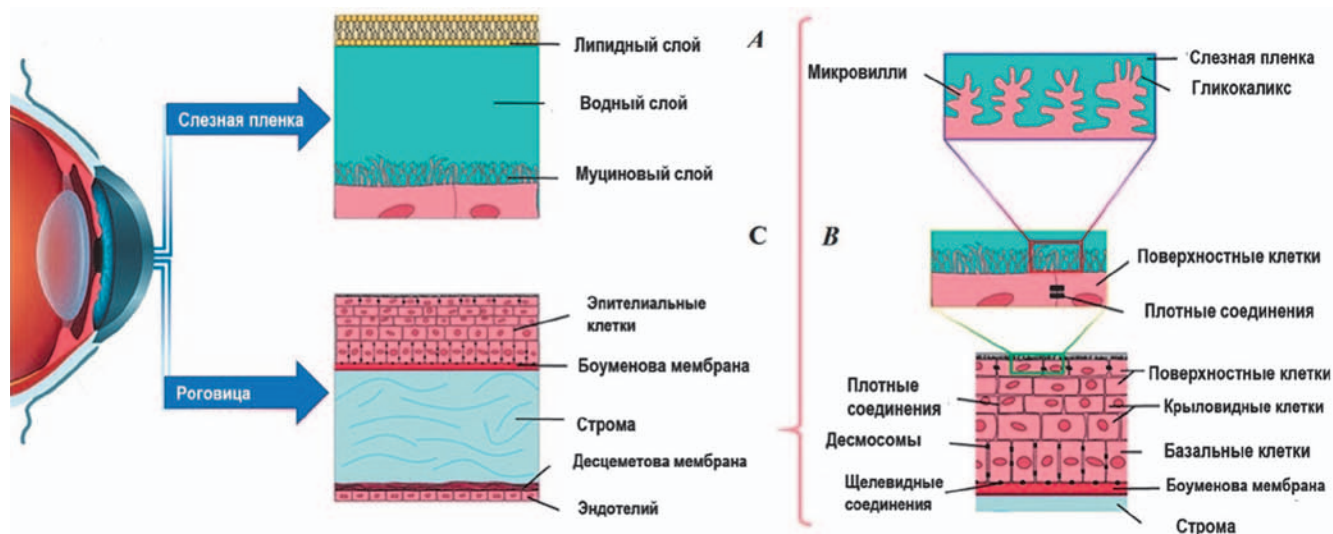 Слезная пленка
A
Липидный слой
Водный слой
Муциновый слой
C
Роговица
Эпителиальные
клетки
Боуменова мембрана
Строма
Десцеметова мембрана
Эндотелий
B
Микровилли
Слезная пленка
Гликокаликс
Поверхностные клетки
Плотные соединения
Плотные
соединения
Десмосомы
Щелевидные
соединения
Поверхностные клетки
Крыловидные клетки
Базальные клетки
Боуменова мембрана
Строма